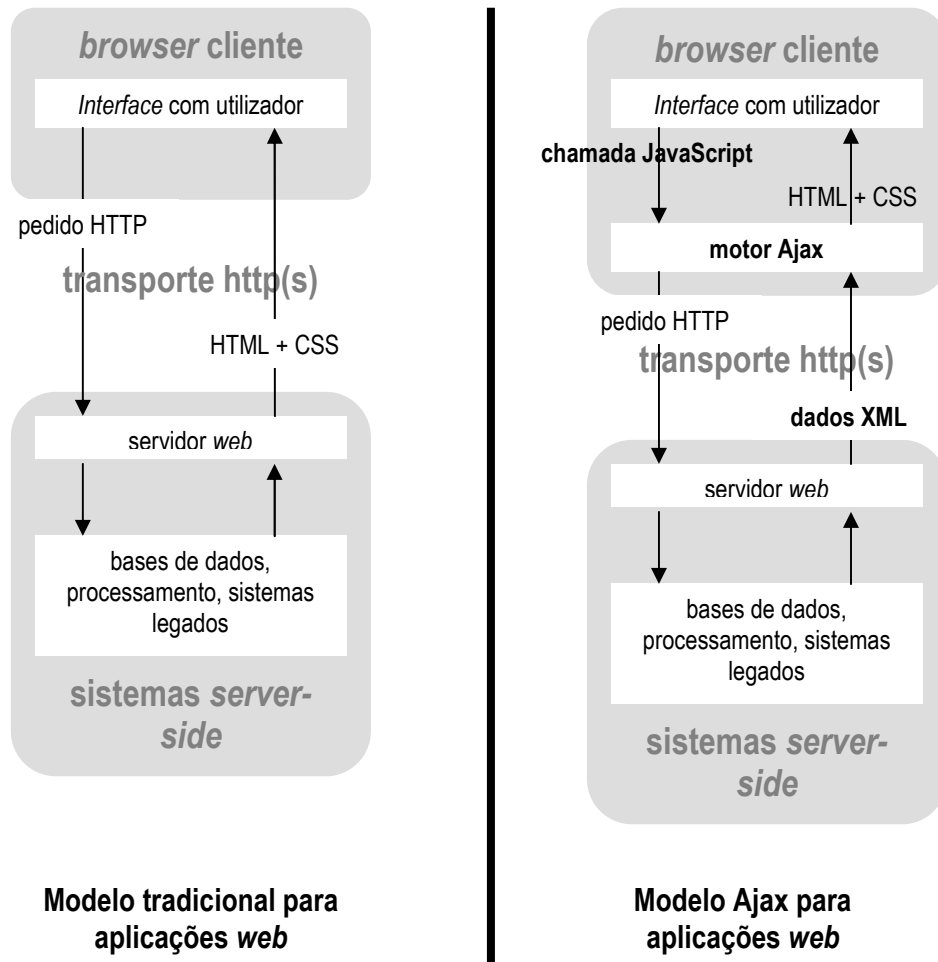 browser cliente
Interface com utilizador
pedido HTTP
transporte http(s)
HTML + CSS
servidor web
bases de dados,
processamento, sistemas
legados
sistemas server-
side
Modelo tradicional para
aplicações web
browser cliente
Interface com utilizador
chamada JavaScript
HTML + CSS
motor Ajax
pedido HTTP
transporte http(s)
dados XML
servidor web
bases de dados,
processamento, sistemas
legados
sistemas server-
side
Modelo Ajax para
aplicações web